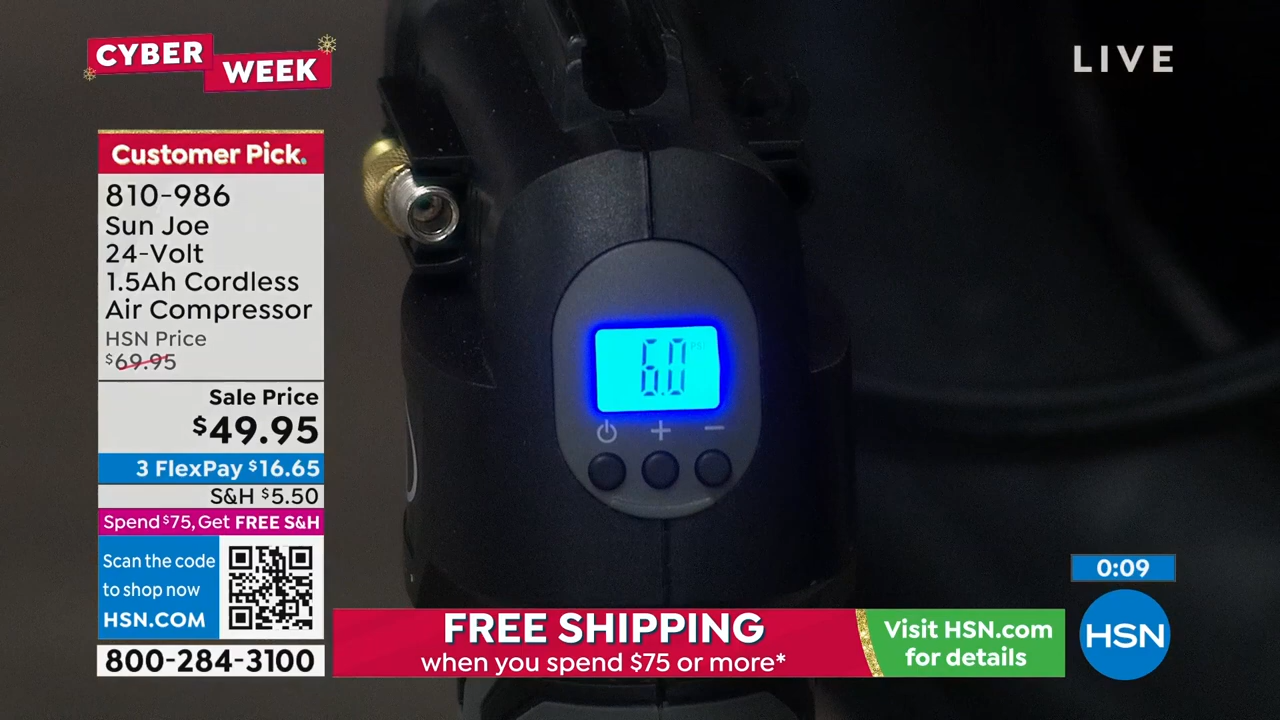 CYBER
WEEK
LIVE
Customer Pick.
810-986
Sun Joe
24-Volt
1.5Ah Cordless
Air Compressor
HSN Price
$69.95
Sale Price
$49.95
3 FlexPay $16.65
S&H $5.50
Spend $75, Get FREE S&H
Scan the code
to shop now
HSN.COM
800-284-3100
6.0 PSI
FREE SHIPPING
when you spend $75 or more*
Visit HSN.com
for details
0:09
HSN